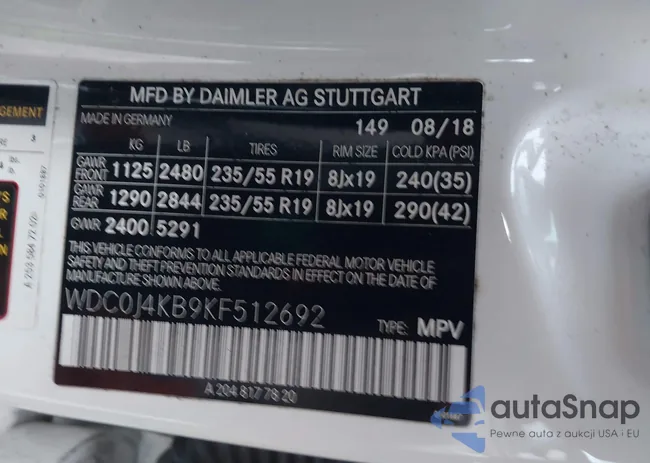 AGEMENT
3
MFD BY DAIMLER AG STUTTGART
MADE IN GERMANY 149 08/18
KG LB TIRES RIM SIZE COLD KPA (PSI)
GAWR FRONT 1125 2480 235/55 R19 8Jx19 240(35)
GAWR REAR 1290 2844 235/55 R19 8Jx19 290(42)
GVWR 2400 5291
THIS VEHICLE CONFORMS TO ALL APPLICABLE FEDERAL MOTOR VEHICLE
SAFETY AND THEFT PREVENTION STANDARDS IN EFFECT ON THE DATE
OF MANUFACTURE SHOWN ABOVE.
WDC0J4KB9KF512692
TYPE: MPV
A 204 817 78 20
autaSnap
Pewne auta z aukcji USA i EU